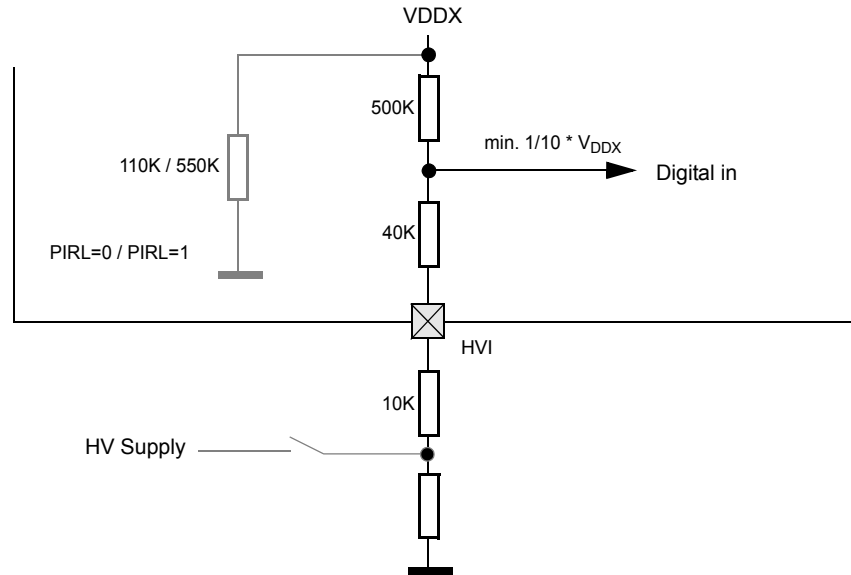 VDDX
500K
min. 1/10 * VDDX
110K / 550K
Digital in
40K
PIRL=0 / PIRL=1
HVI
10K
HV Supply